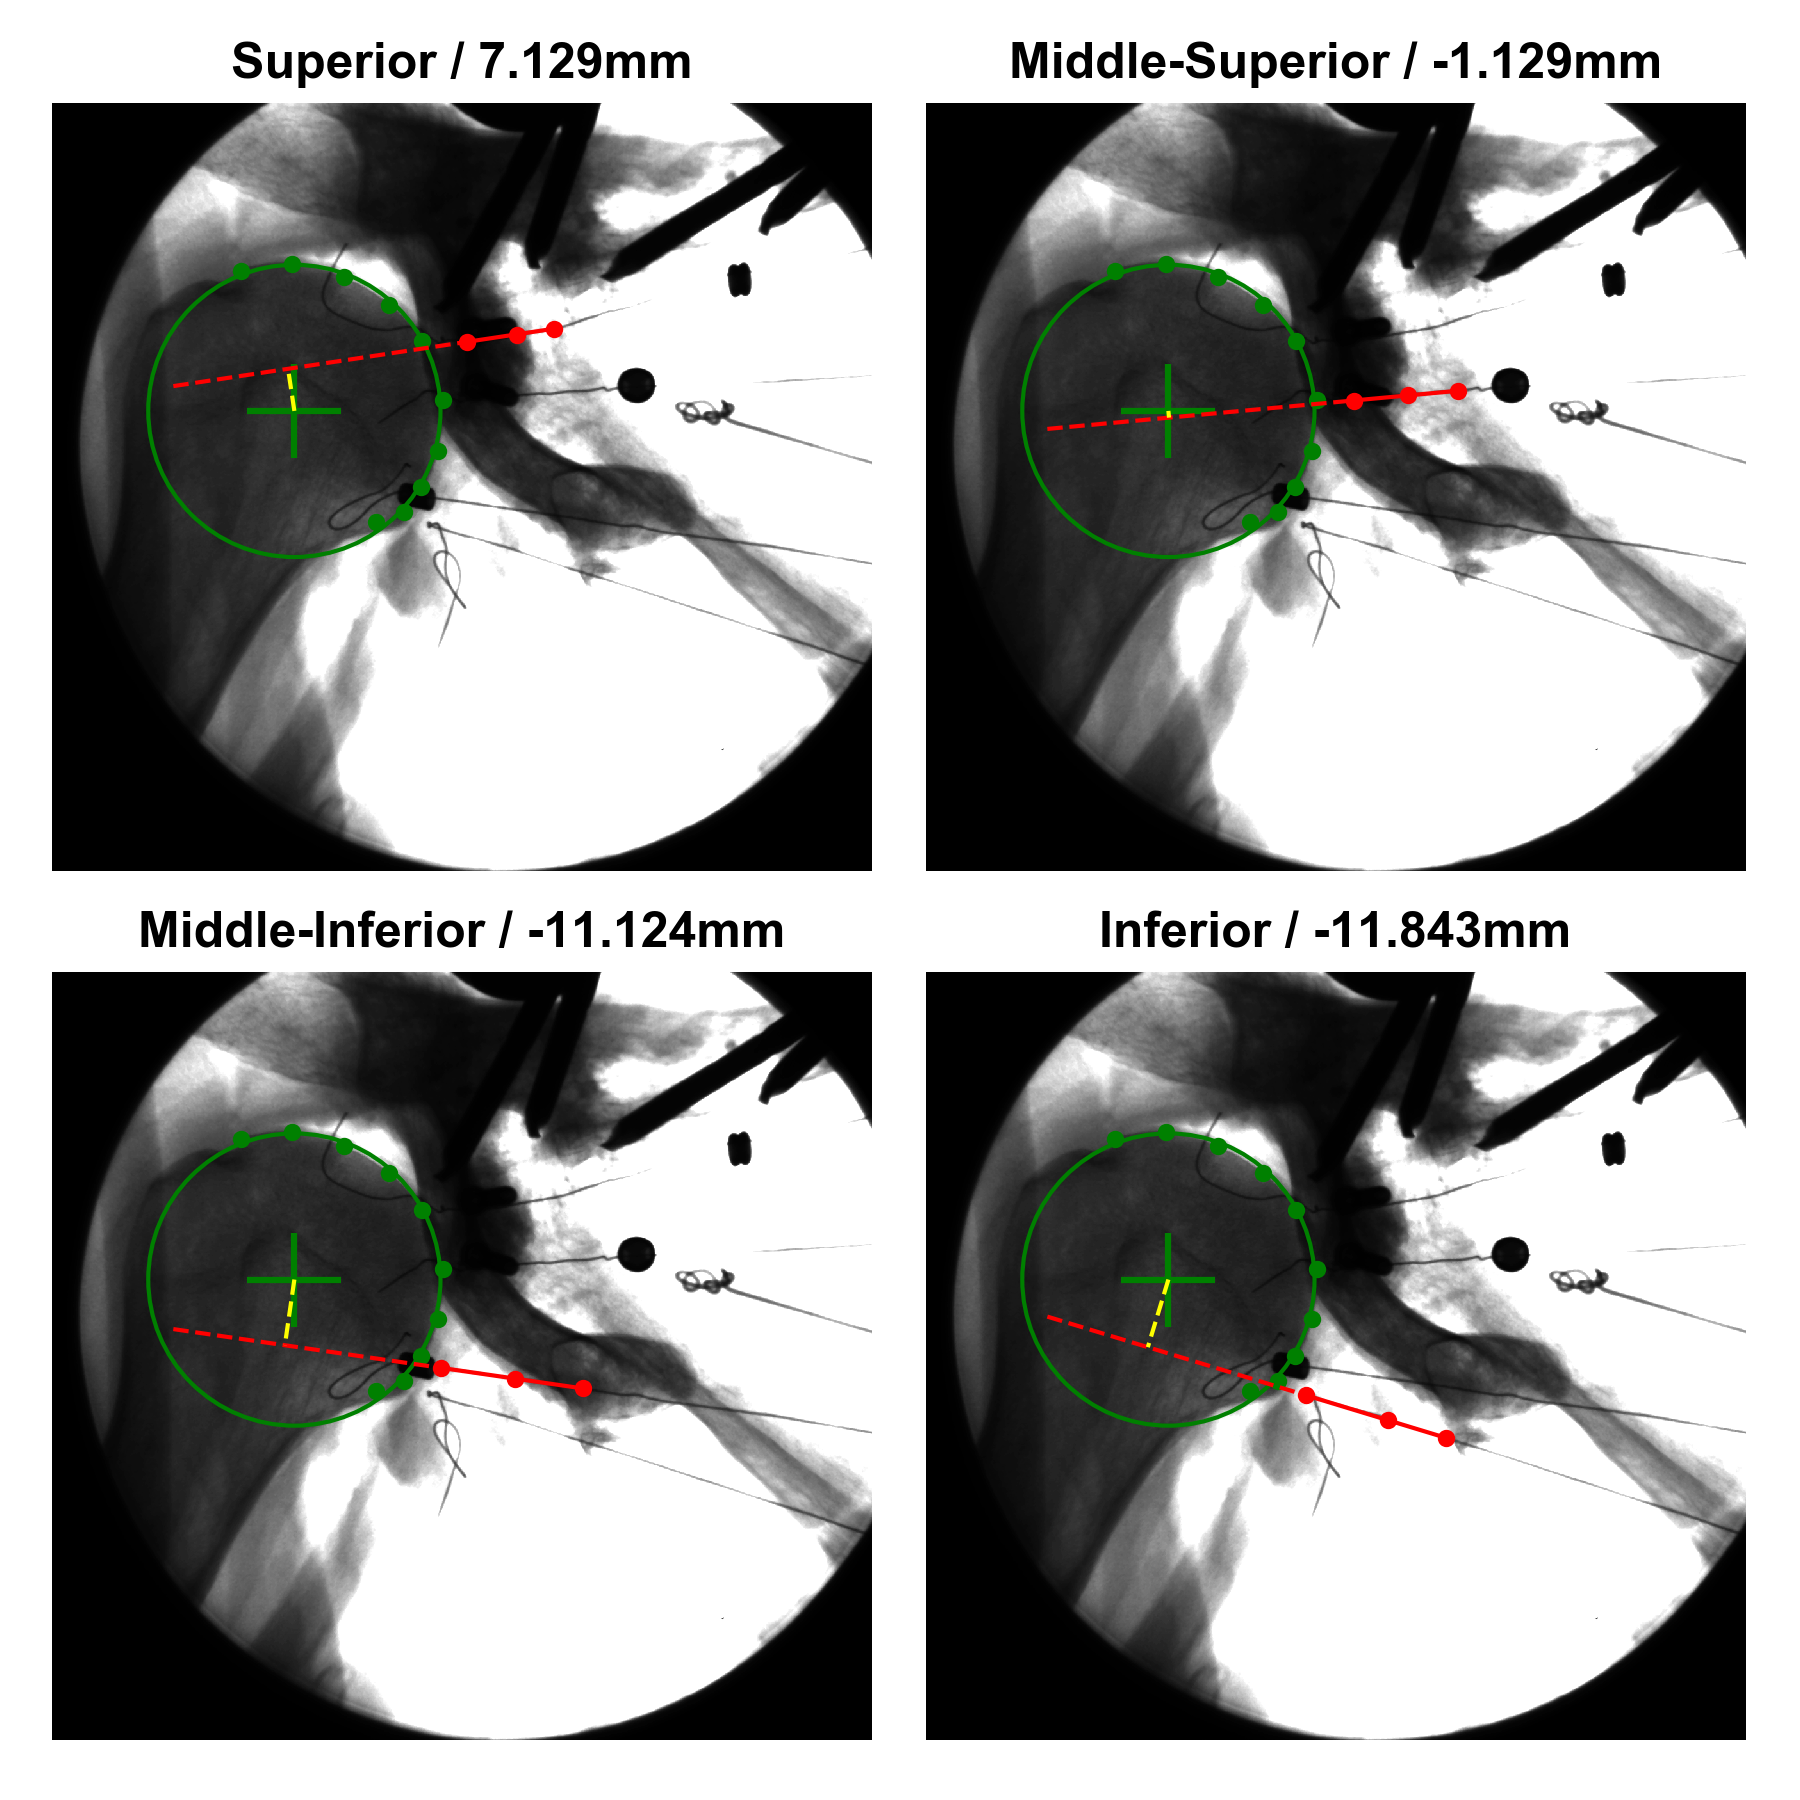 Superior / 7.129mm
Middle-Superior / -1.129mm
Middle-Inferior / -11.124mm
Inferior / -11.843mm